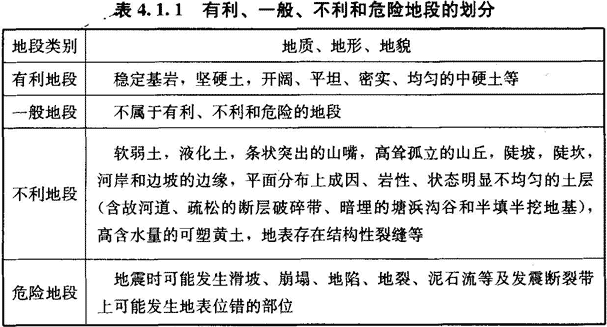 表 4.1.1 有利、一般、不利和危险地段的划分
地段类别 地质、地形、地貌
有利地段 稳定基岩，坚硬土，开阔、平坦、密实、均匀的中硬土等
一般地段 不属于有利、不利和危险的地段
不利地段
软弱土，液化土，条状突出的山嘴，高耸孤立的山丘，陡坡，陡坎，
河岸和边坡的边缘，平面分布上成因、岩性、状态明显不均匀的土层
（含故河道、疏松的断层破碎带、暗埋的塘浜沟谷和半填半挖地基），
高含水量的可塑黄土，地表存在结构性裂缝等
危险地段
地震时可能发生滑坡、崩塌、地陷、地裂、泥石流等及发震断裂带
上可能发生地表位错的部位